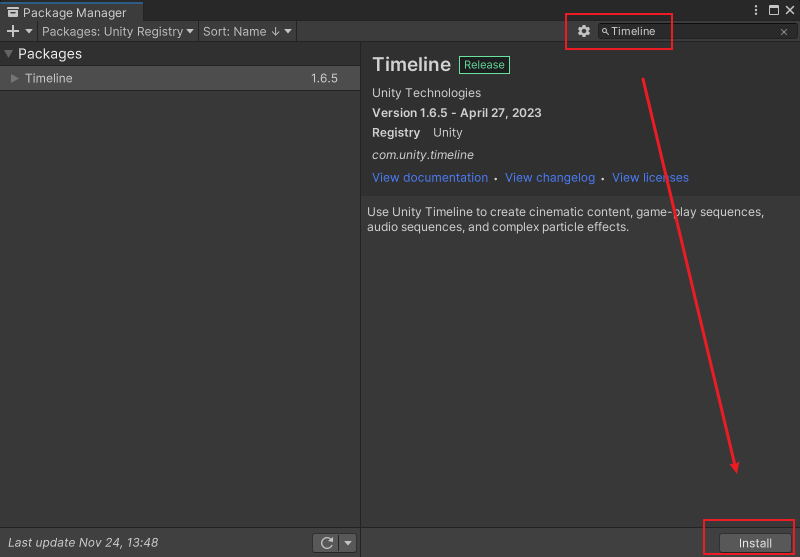 Package Manager
Packages: Unity Registry Sort: Name ↓ Timeline
Packages
Timeline 1.6.5
Timeline Release
Unity Technologies
Version 1.6.5 - April 27, 2023
Registry Unity
com.unity.timeline
View documentation • View changelog • View licenses
Use Unity Timeline to create cinematic content, game-play sequences,
audio sequences, and complex particle effects.
Last update Nov 24, 13:48
Install